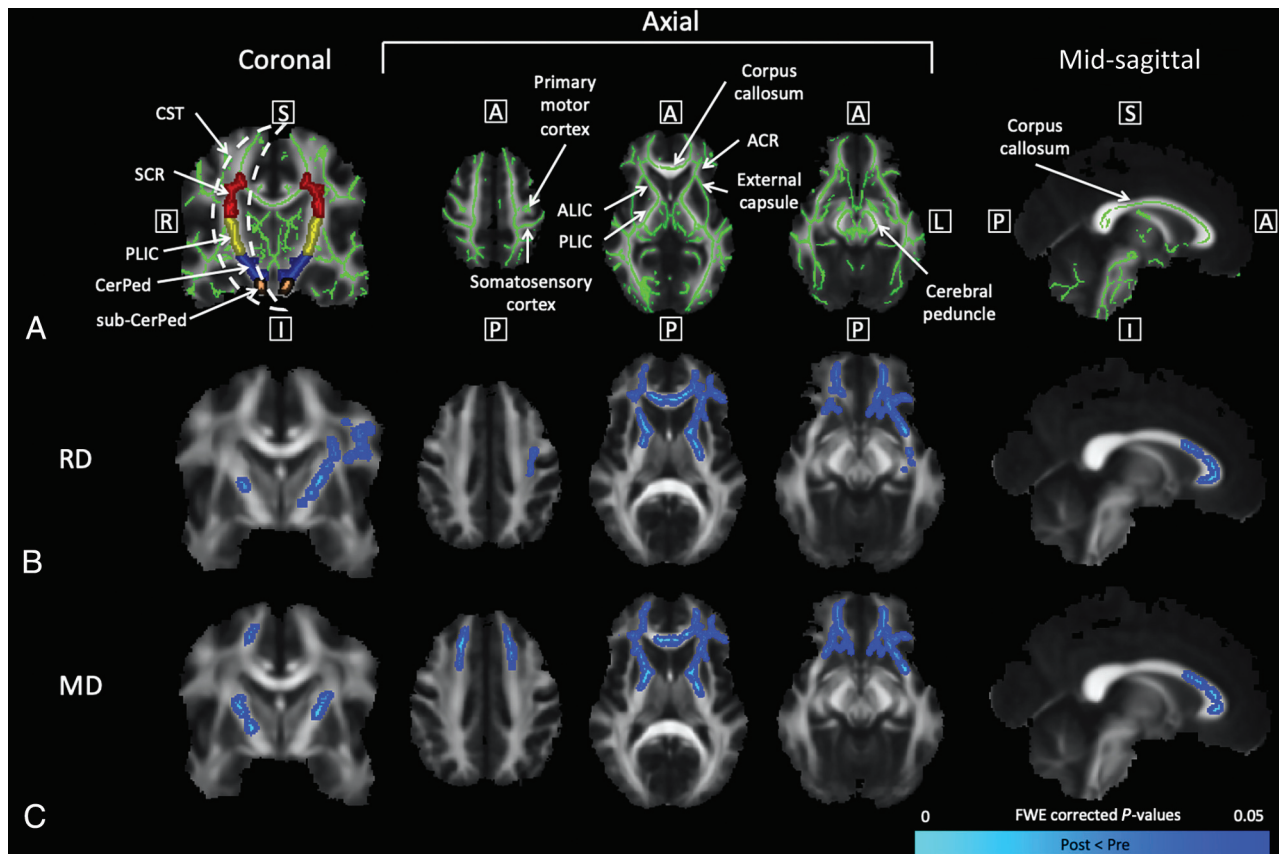 Axial
Coronal
Mid-sagittal
CST
SCR
PLIC
CerPed
sub-CerPed
S
R
I
A
A
P
Primary
motor
cortex
Somatosensory
cortex
A
P
Corpus
callosum
ACR
External
capsule
ALIC
PLIC
A
L
P
Cerebral
peduncle
S
P
A
I
Corpus
callosum
RD
B
MD
C
0 FWE corrected P-values 0.05
Post < Pre